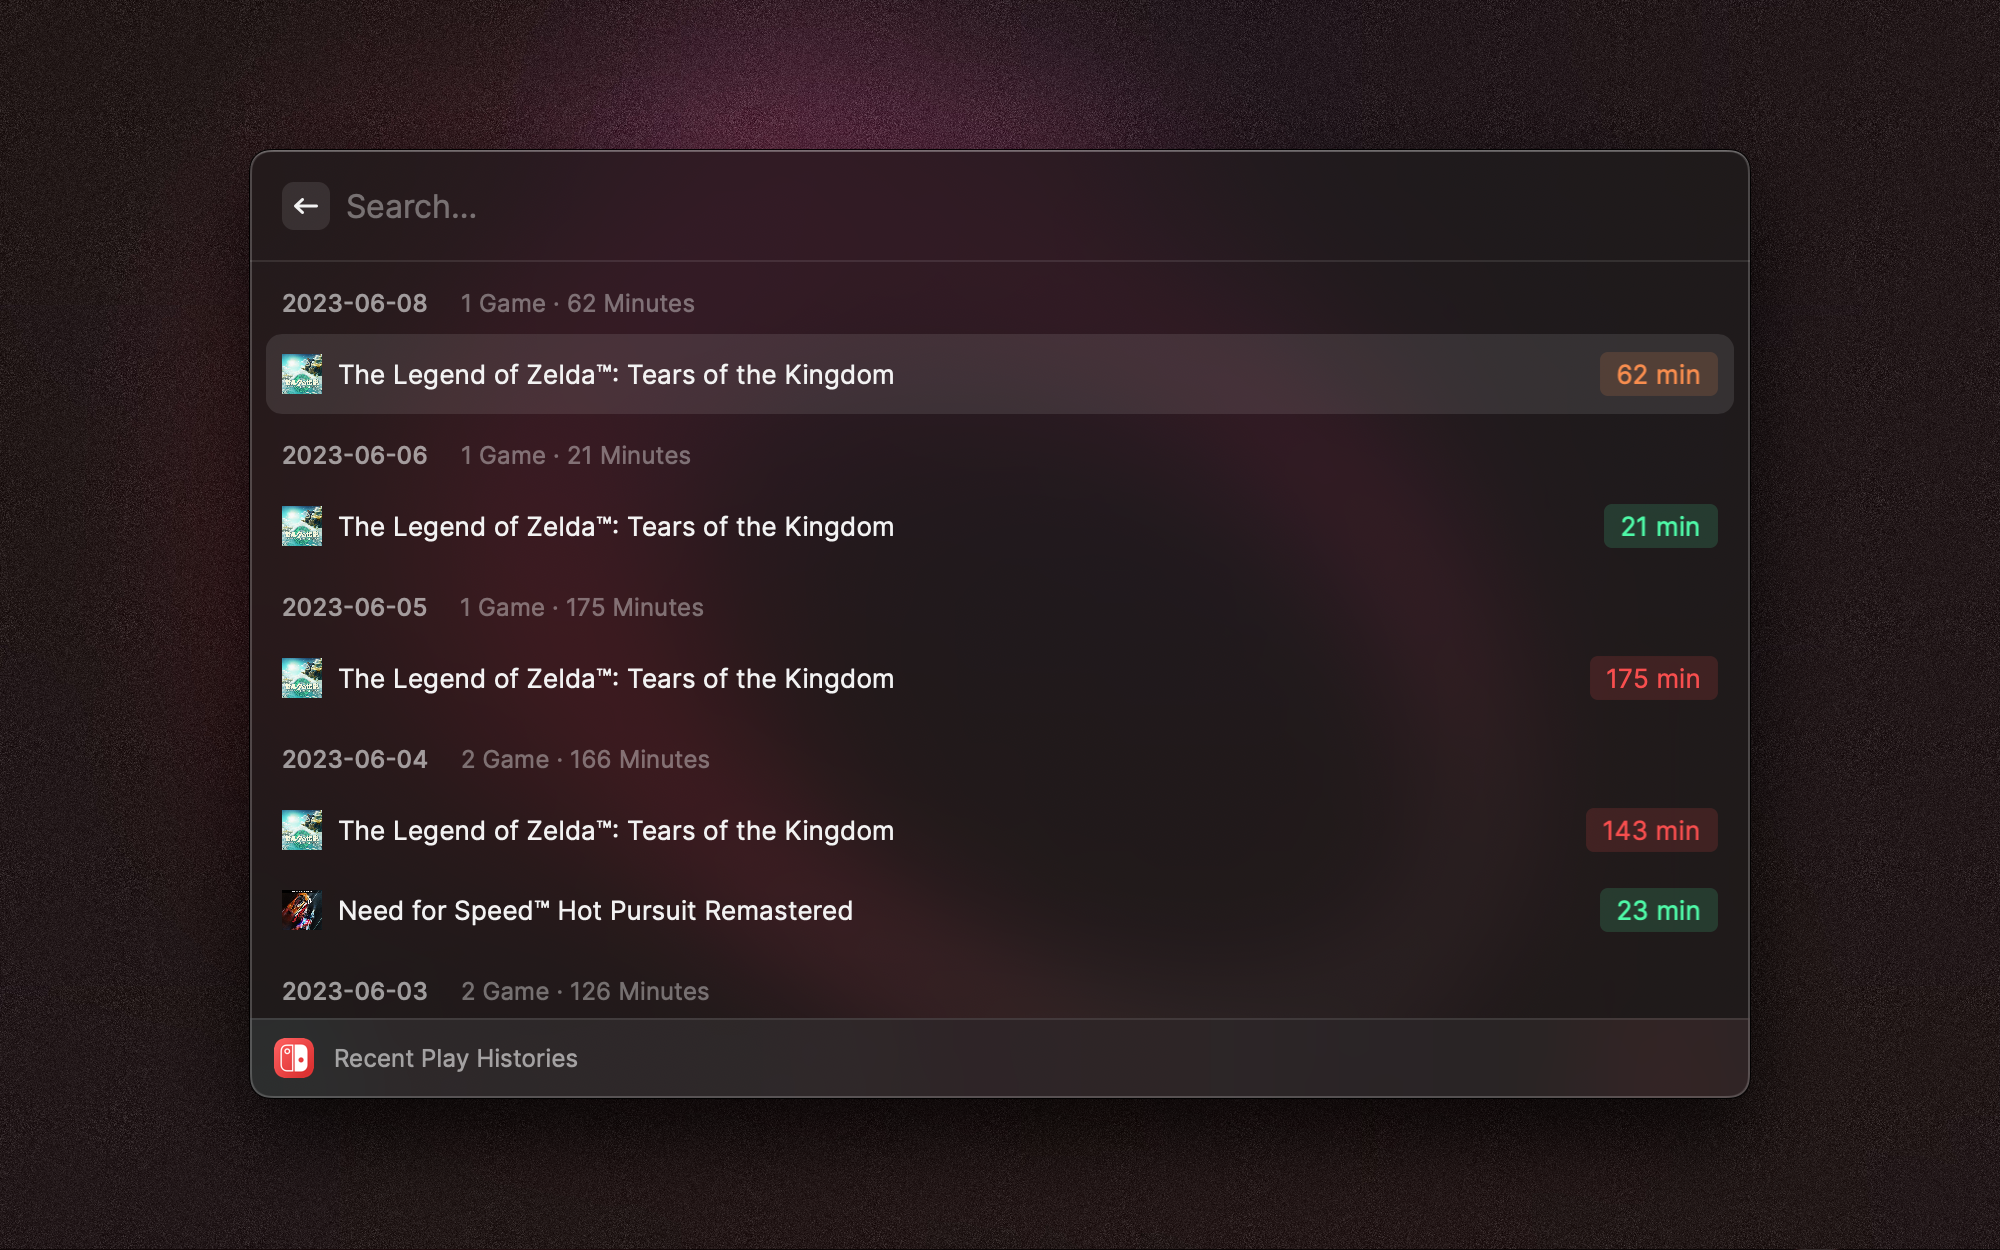 Search...
2023-06-08 1 Game · 62 Minutes
The Legend of Zelda™: Tears of the Kingdom 62 min
2023-06-06 1 Game · 21 Minutes
The Legend of Zelda™: Tears of the Kingdom 21 min
2023-06-05 1 Game · 175 Minutes
The Legend of Zelda™: Tears of the Kingdom 175 min
2023-06-04 2 Game · 166 Minutes
The Legend of Zelda™: Tears of the Kingdom 143 min
Need for Speed™ Hot Pursuit Remastered 23 min
2023-06-03 2 Game · 126 Minutes
Recent Play Histories